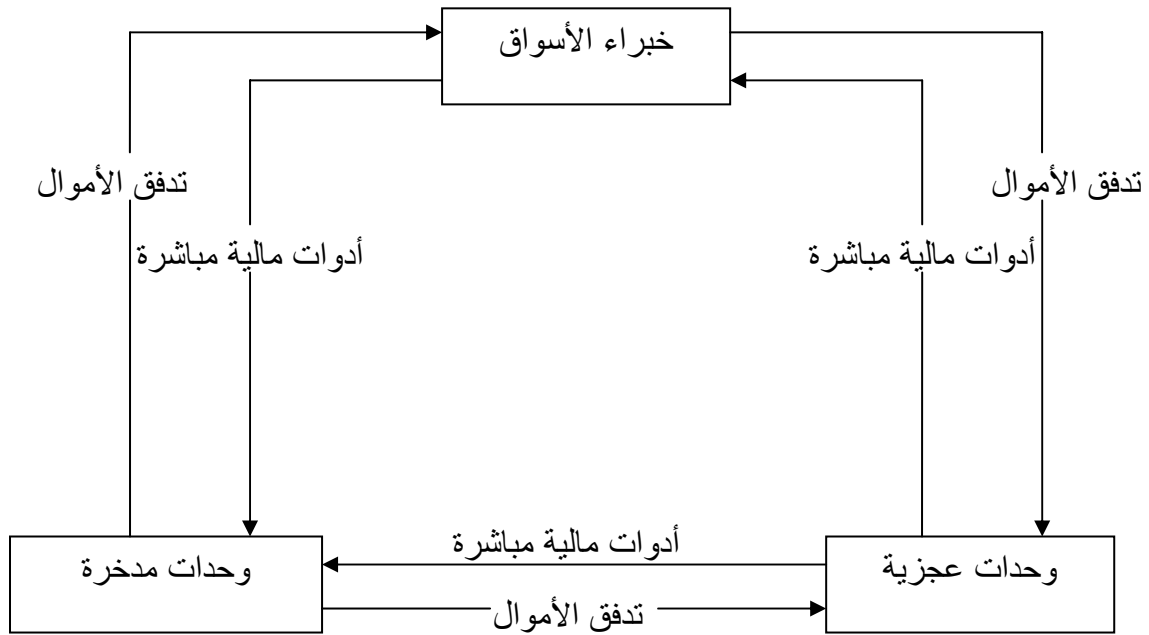 خبراء الأسواق
تدفق الأموال
تدفق الأموال
أدوات مالية مباشرة
أدوات مالية مباشرة
أدوات مالية مباشرة
وحدات عجزية
وحدات مدخرة
تدفق الأموال